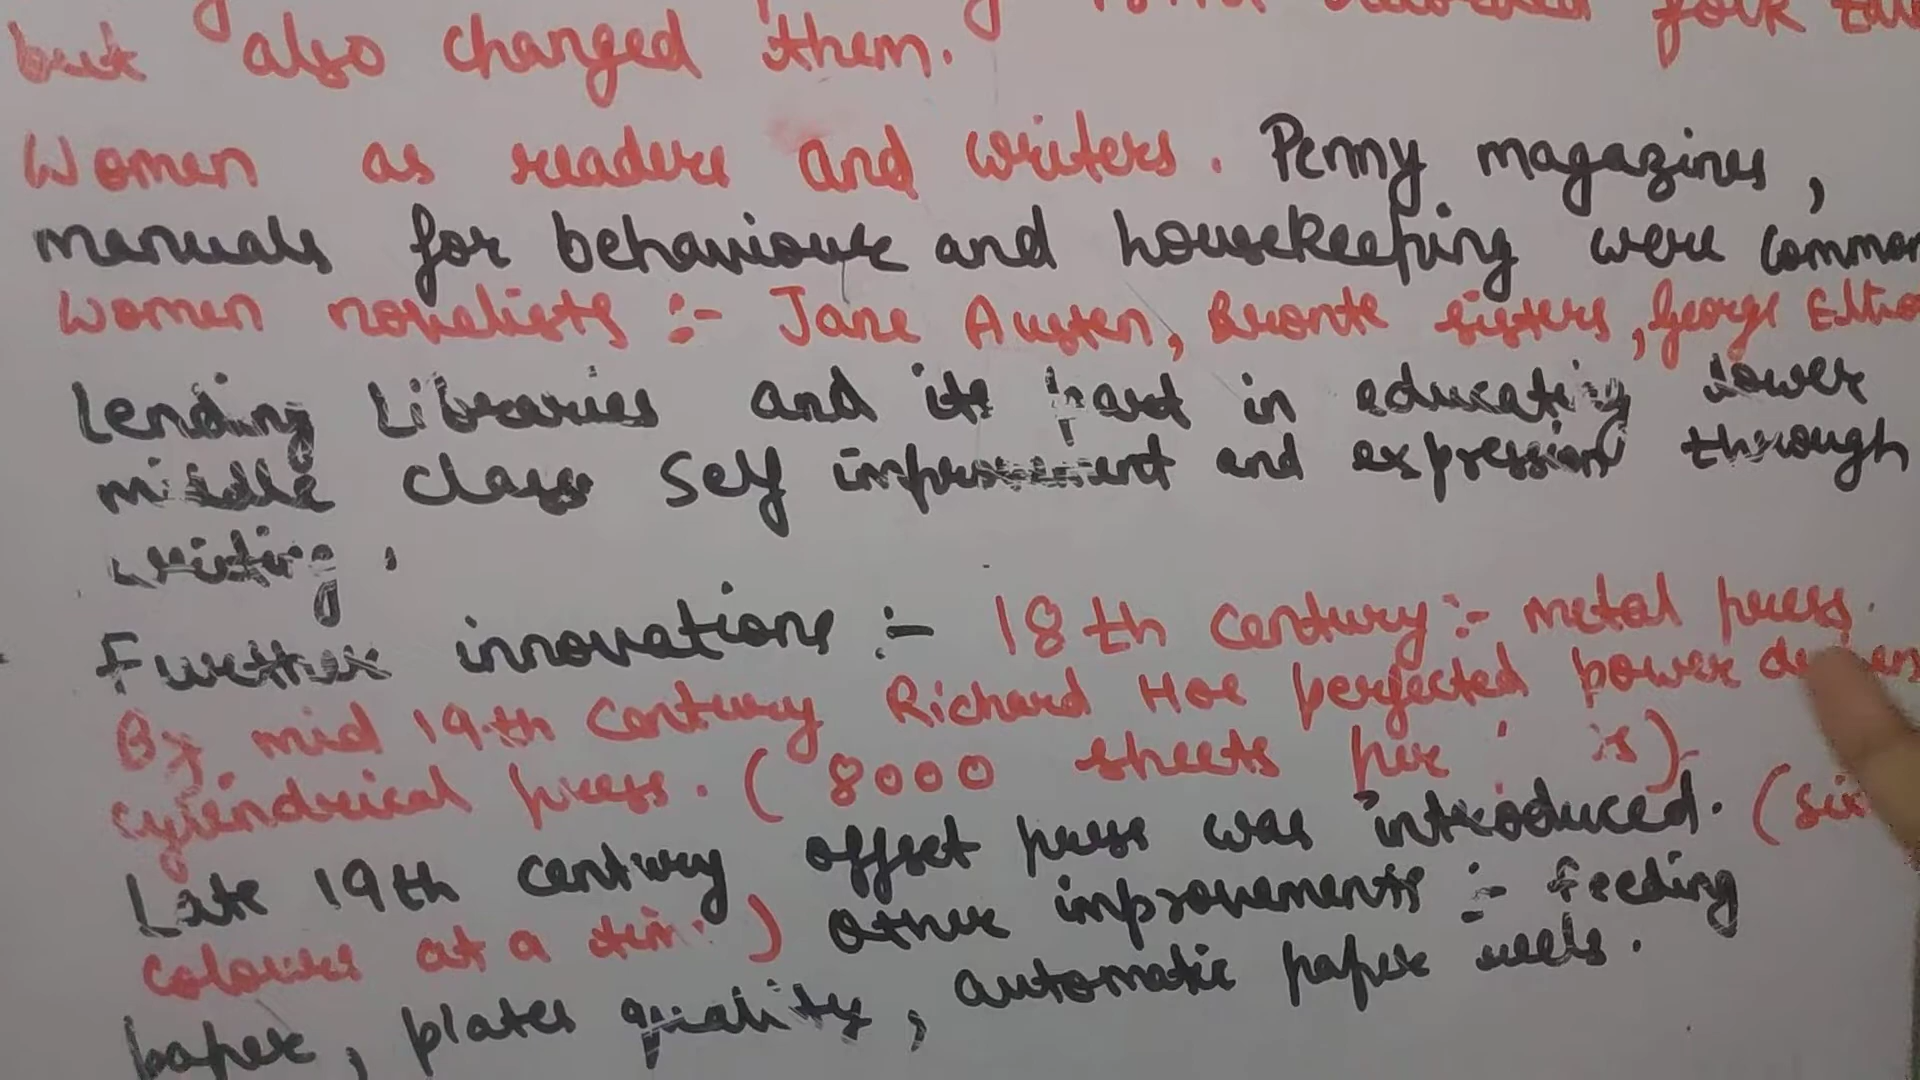 folk
but also changed them.
Women as readers and writers. Penny magazines,
manuals for behaviour and housekeeping were common
Women novelists :- Jane Austen, Bronte sisters, George Eltio
Lending Libraries and its part in educating lower
middle class self improvement and expression through
writing.
Further innovations :- 18th century :- metal press.
By mid 19th century Richard Hoe perfected power
cylindrical press. (8000 sheets per
Late 19th century offset press was introduced. (six
colours at a time) other improvements :- feeding
paper, plates quality, automatic paper reels.